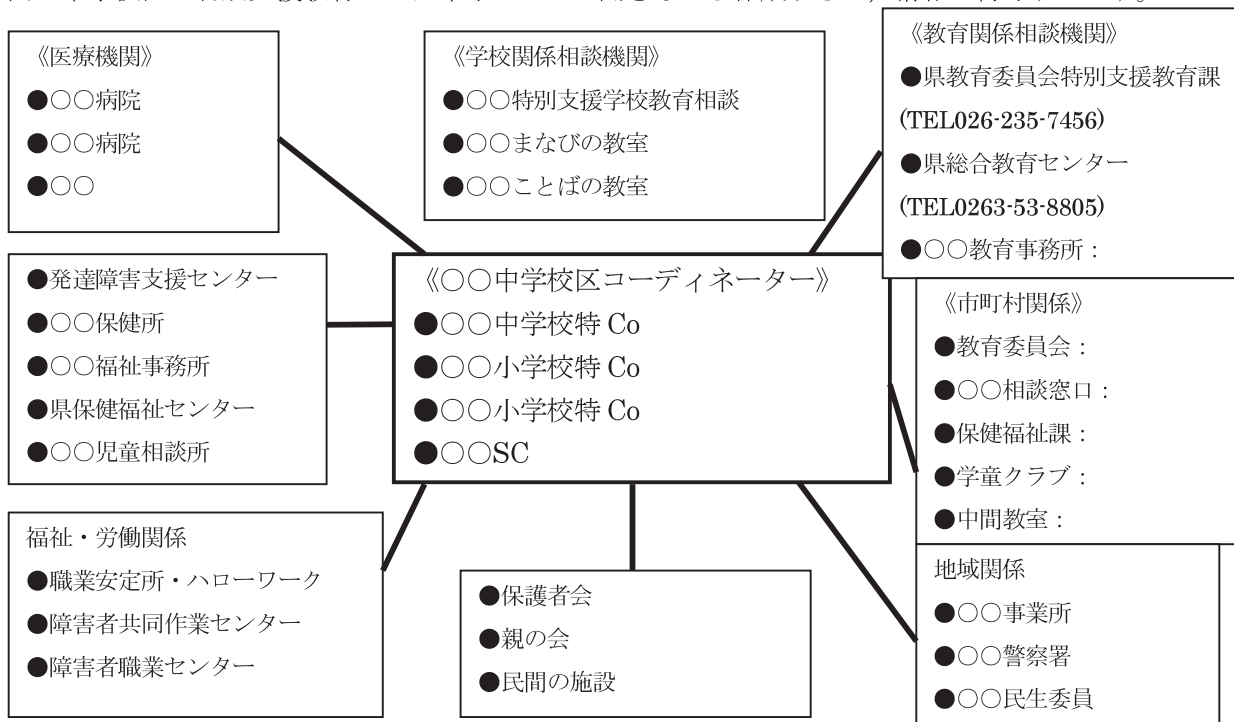 《医療機関》
●○○病院
●○○病院
●○○
《学校関係相談機関》
●○○特別支援学校教育相談
●○○まなびの教室
●○○ことばの教室
《教育関係相談機関》
●県教育委員会特別支援教育課
(TEL026-235-7456)
●県総合教育センター
(TEL0263-53-8805)
●○○教育事務所：
●発達障害支援センター
●○○保健所
●○○福祉事務所
●県保健福祉センター
●○○児童相談所
《○○中学校区コーディネーター》
●○○中学校特 Co
●○○小学校特 Co
●○○小学校特 Co
●○○SC
《市町村関係》
●教育委員会：
●○○相談窓口：
●保健福祉課：
●学童クラブ：
●中間教室：
福祉・労働関係
●職業安定所・ハローワーク
●障害者共同作業センター
●障害者職業センター
●保護者会
●親の会
●民間の施設
地域関係
●○○事業所
●○○警察署
●○○民生委員